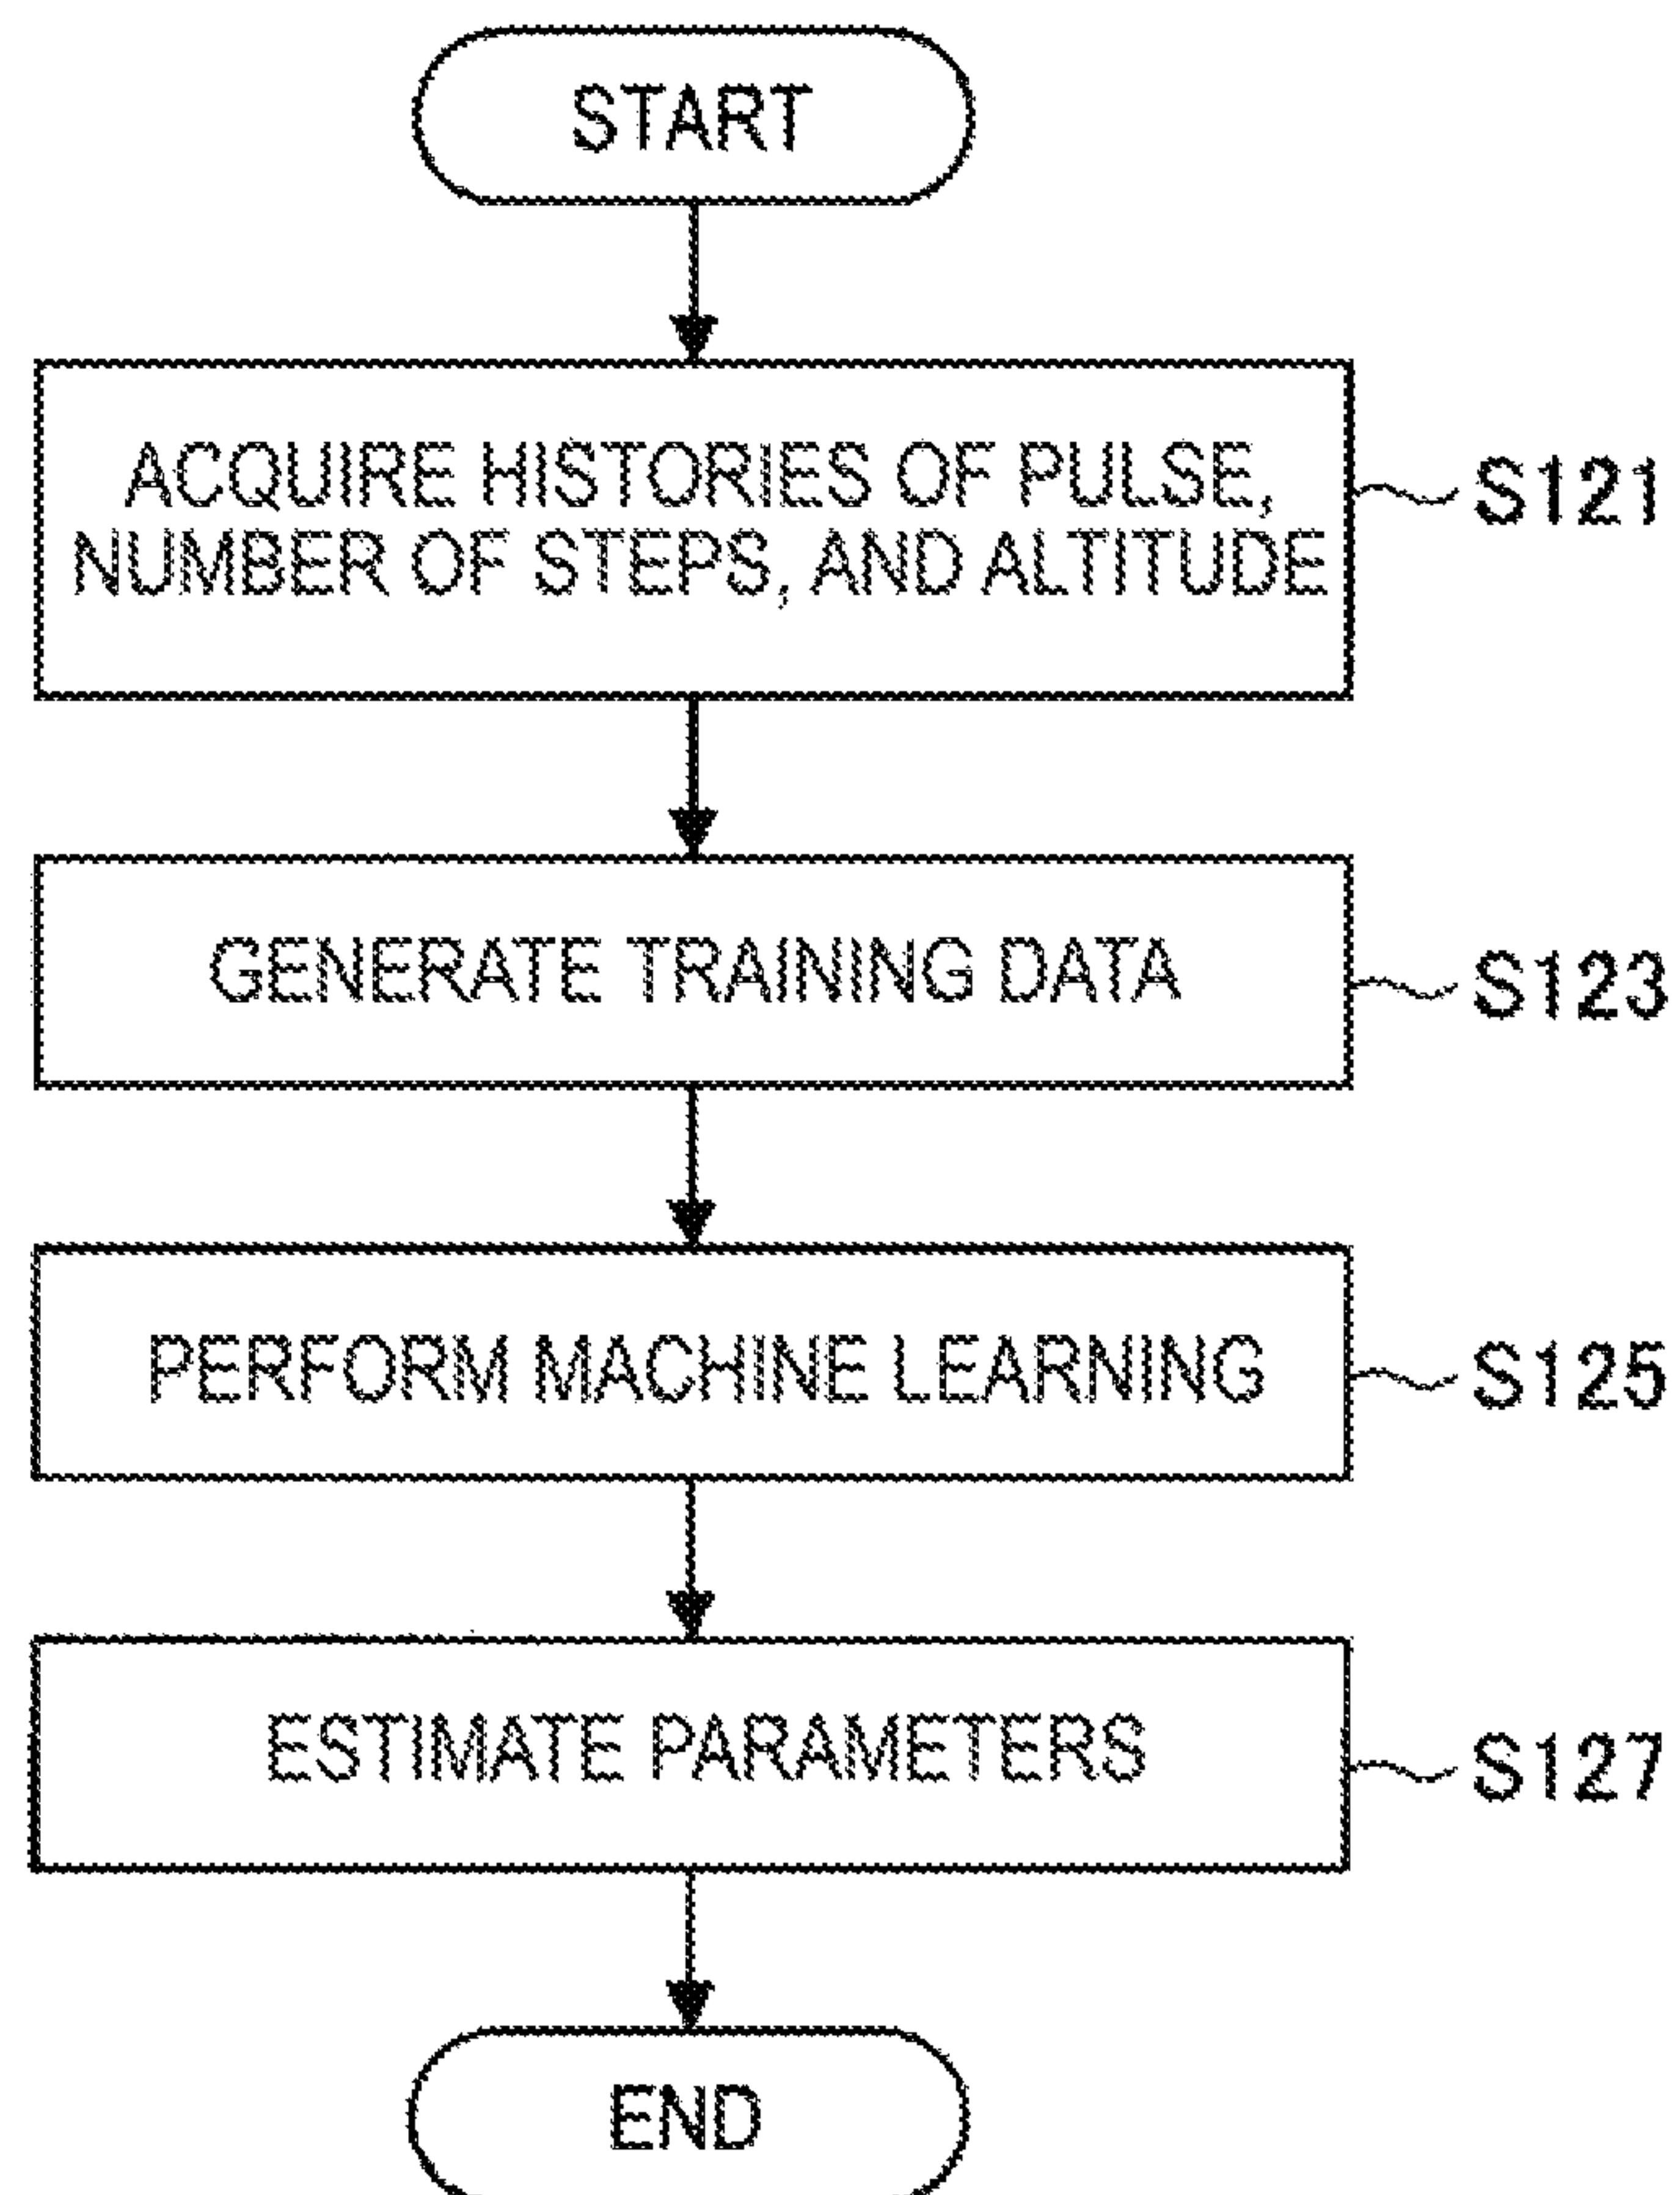 START
ACQUIRE HISTORIES OF PULSE,
NUMBER OF STEPS, AND ALTITUDE
S121
GENERATE TRAINING DATA
S123
PERFORM MACHINE LEARNING
S125
ESTIMATE PARAMETERS
S127
END